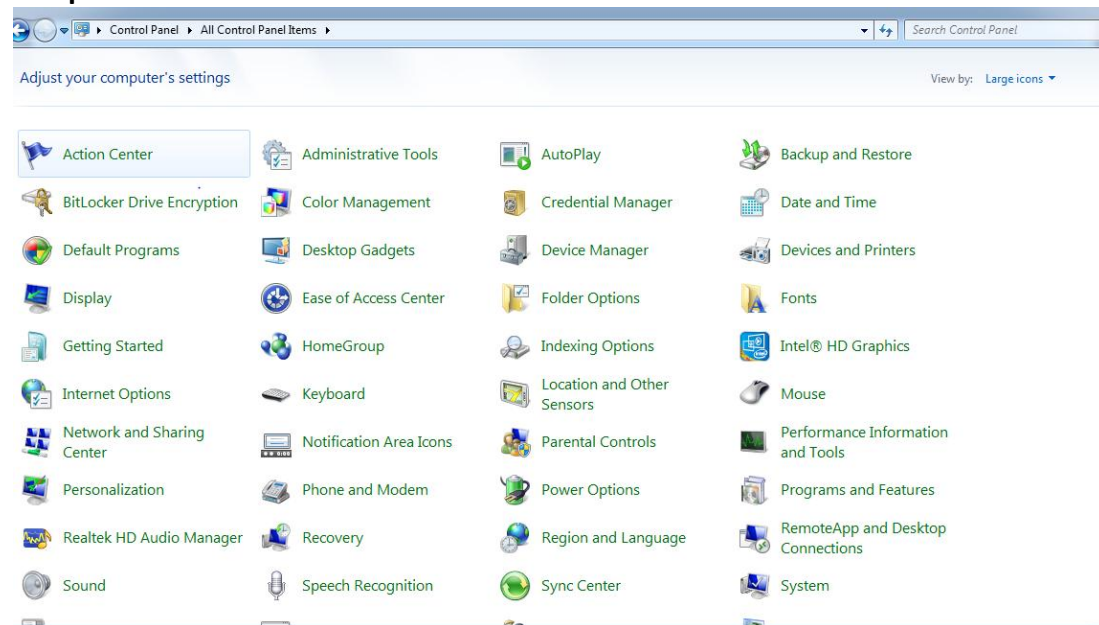 Control Panel All Control Panel Items
Search Control Panel
Adjust your computer's settings
View by: Large icons
Action Center
Administrative Tools
AutoPlay
Backup and Restore
BitLocker Drive Encryption
Color Management
Credential Manager
Date and Time
Default Programs
Desktop Gadgets
Device Manager
Devices and Printers
Display
Ease of Access Center
Folder Options
Fonts
Getting Started
HomeGroup
Indexing Options
Intel® HD Graphics
Internet Options
Keyboard
Location and Other
Sensors
Mouse
Network and Sharing
Center
Notification Area Icons
Parental Controls
Performance Information
and Tools
Personalization
Phone and Modem
Power Options
Programs and Features
Realtek HD Audio Manager
Recovery
Region and Language
RemoteApp and Desktop
Connections
Sound
Speech Recognition
Sync Center
System